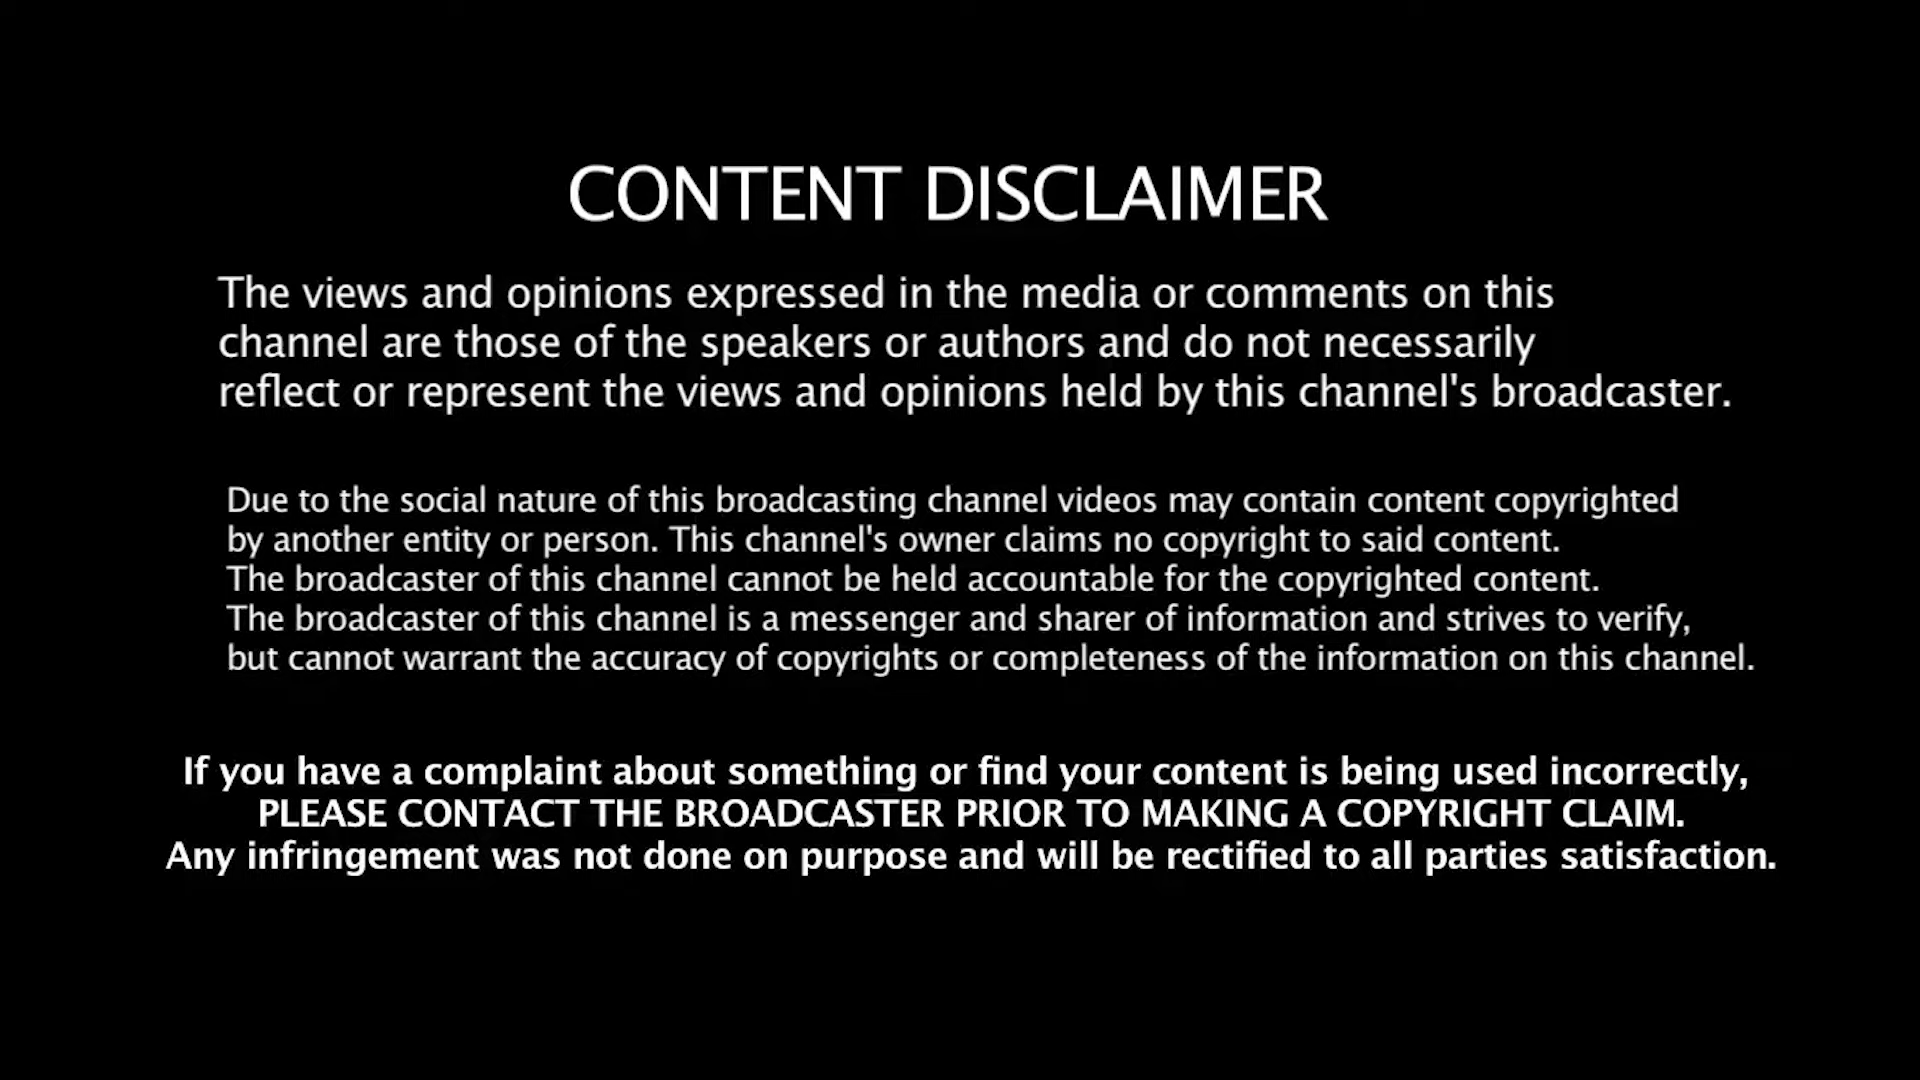 CONTENT DISCLAIMER
The views and opinions expressed in the media or comments on this
channel are those of the speakers or authors and do not necessarily
reflect or represent the views and opinions held by this channel's broadcaster.
Due to the social nature of this broadcasting channel videos may contain content copyrighted
by another entity or person. This channel's owner claims no copyright to said content.
The broadcaster of this channel cannot be held accountable for the copyrighted content.
The broadcaster of this channel is a messenger and sharer of information and strives to verify,
but cannot warrant the accuracy of copyrights or completeness of the information on this channel.
If you have a complaint about something or find your content is being used incorrectly,
PLEASE CONTACT THE BROADCASTER PRIOR TO MAKING A COPYRIGHT CLAIM.
Any infringement was not done on purpose and will be rectified to all parties satisfaction.